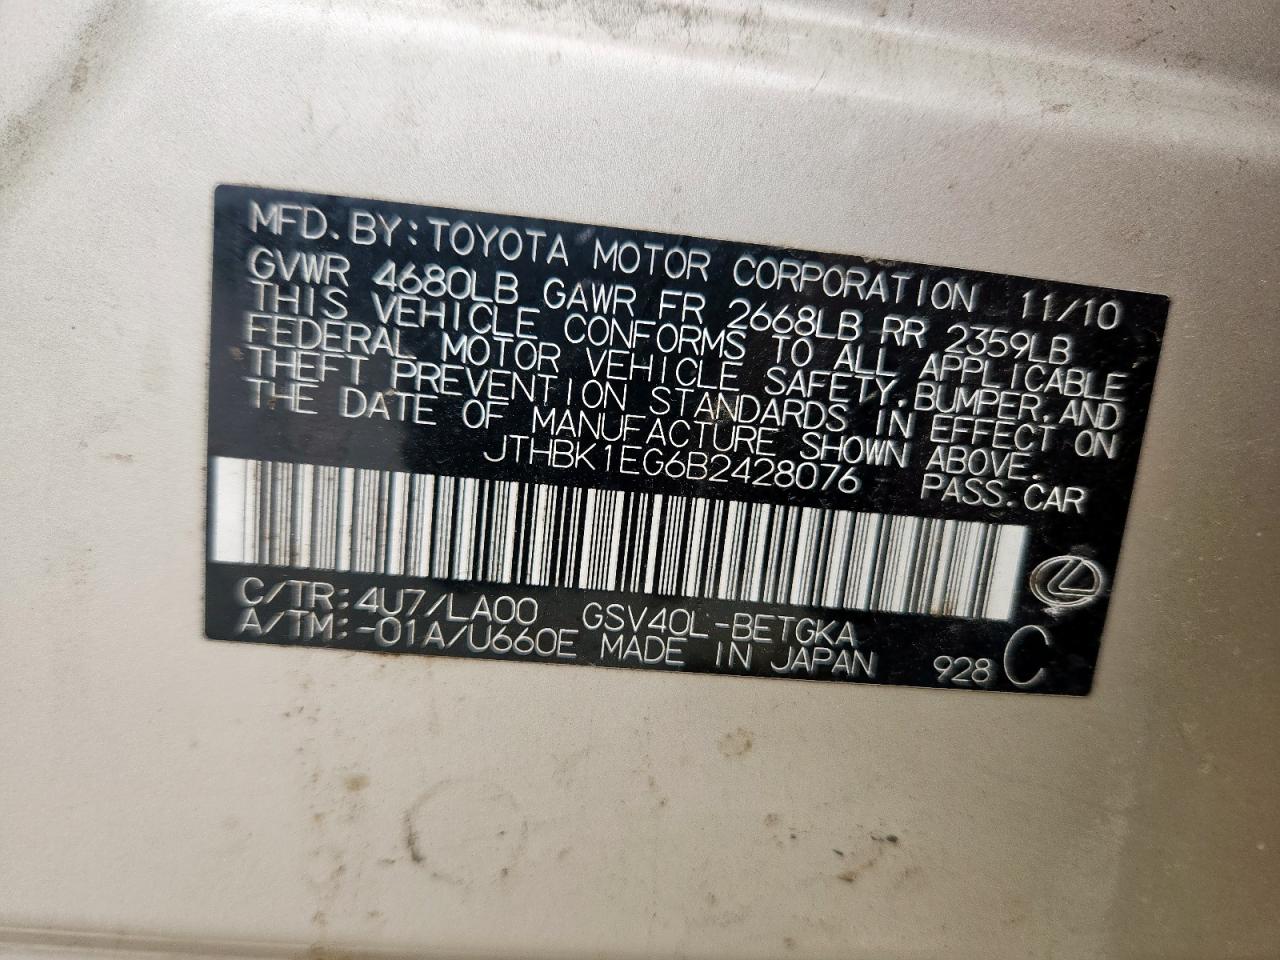 MFD. BY: TOYOTA MOTOR CORPORATION 11/10
GVWR 4680LB GAWR FR 2668LB RR 2359LB
THIS VEHICLE CONFORMS TO ALL APPLICABLE
FEDERAL MOTOR VEHICLE SAFETY, BUMPER, AND
THEFT PREVENTION STANDARDS IN EFFECT ON
THE DATE OF MANUFACTURE SHOWN ABOVE.
JTHBK1EG6B2428076 PASS. CAR
C/TR: 4U7/LA00 GSV40L-BETGKA
A/TM: -01A/U660E MADE IN JAPAN 928 C